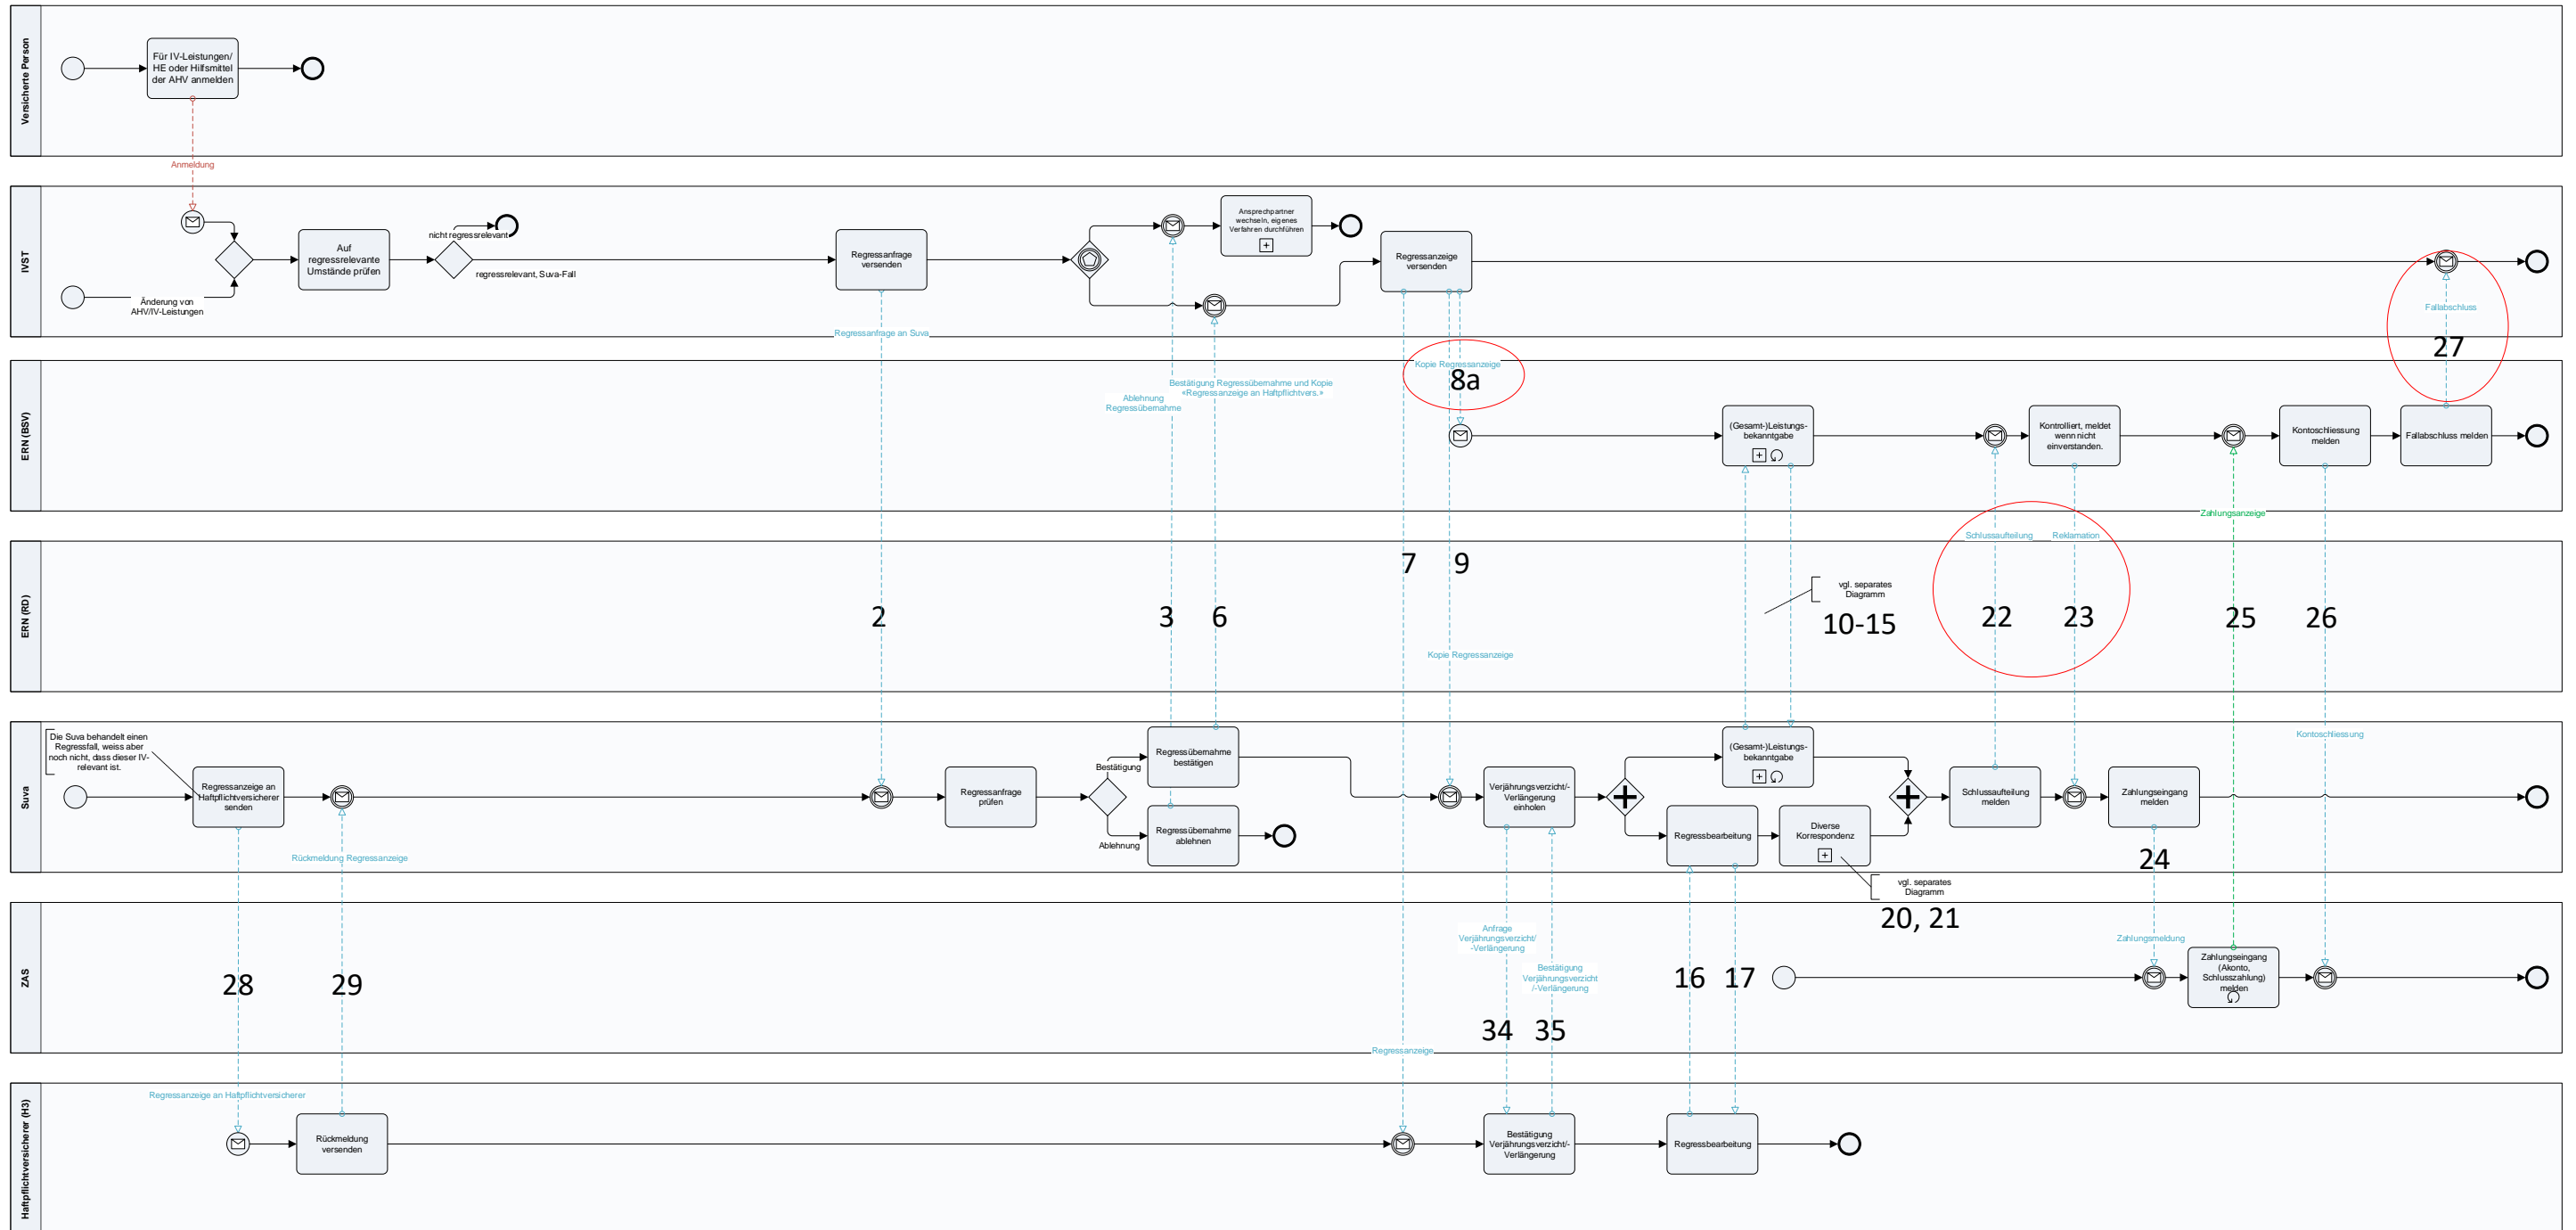 Versicherte Person
Für IV-Leistungen/
HE oder Hilfsmittel
der AHV anmelden
Anmeldung
IVST
Änderung von
AHV/IV-Leistungen
Auf
regressrelevante
Umstände prüfen
nicht regressrelevant
regressrelevant, Suva-Fall
Regressanfrage
versenden
Regressanfrage an Suva
Ansprechpartner
wechseln, eigenes
Verfahren durchführen
Regressanzeige
versenden
Fallabschluss
27
ERN (BSV)
Ablehnung
Regressübernahme
Bestätigung Regressübernahme und Kopie
«Regressanzeige an Haftpflichtvers.»
Kopie Regressanzeige
8a
(Gesamt-)Leistungs-
bekanntgabe
Kontrolliert, meldet
wenn nicht
einverstanden.
Kontoschliessung
melden
Fallabschluss melden
Zahlungsanzeige
ERN (RD)
2
3
6
7
9
Kopie Regressanzeige
vgl. separates
Diagramm
10-15
Schlussaufteilung
Reklamation
22
23
25
26
Suva
Die Suva behandelt einen
Regressfall, weiss aber
noch nicht, dass dieser IV-
relevant ist.
Regressanzeige an
Haftpflichtversicherer
senden
Rückmeldung Regressanzeige
Regressanfrage
prüfen
Bestätigung
Ablehnung
Regressübernahme
bestätigen
Regressübernahme
ablehnen
Verjährungsverzicht/-
Verlängerung
einholen
(Gesamt-)Leistungs-
bekanntgabe
Regressbearbeitung
Diverse
Korrespondenz
vgl. separates
Diagramm
20, 21
Schlussaufteilung
melden
Zahlungseingang
melden
24
Kontoschliessung
ZAS
28
29
Anfrage
Verjährungsverzicht/
-Verlängerung
Bestätigung
Verjährungsverzicht
/-Verlängerung
34
35
16
17
Zahlungsmeldung
Zahlungseingang
(Akonto,
Schlusszahlung)
melden
Regressanzeige
Haftpflichtversicherer (H3)
Regressanzeige an Haftpflichtversicherer
Rückmeldung
versenden
Bestätigung
Verjährungsverzicht/-
Verlängerung
Regressbearbeitung